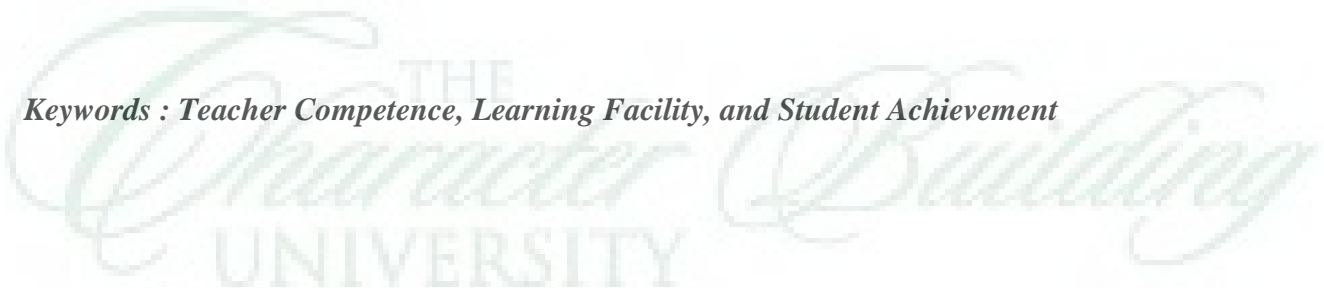 THE
Keywords : Teacher Competence, Learning Facility, and Student Achievement
Character Building
UNIVERSITY